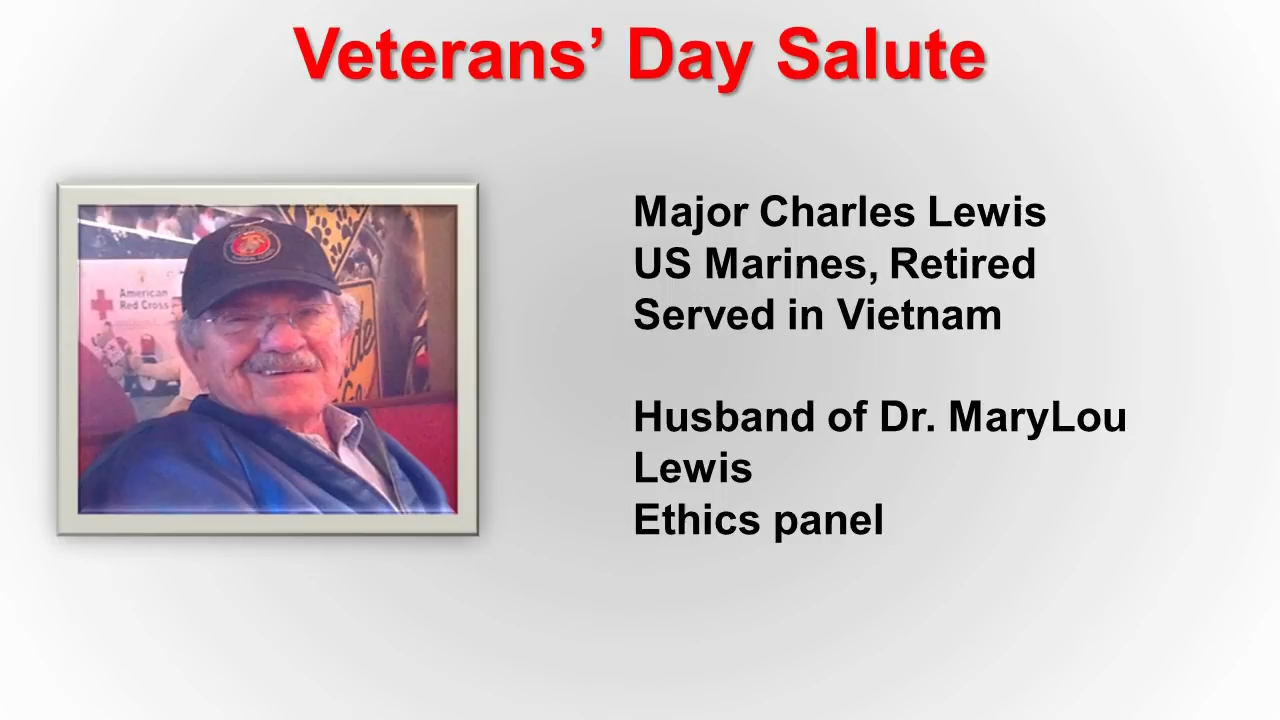 Veterans’ Day Salute
Major Charles Lewis
US Marines, Retired
Served in Vietnam
Husband of Dr. MaryLou
Lewis
Ethics panel
American
Red Cross